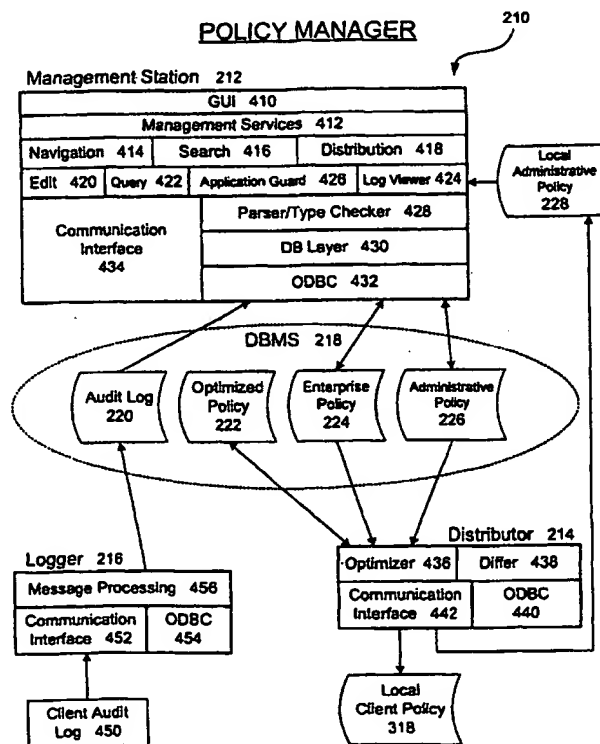 POLICY MANAGER
210
Management Station 212
GUI 410
Management Services 412
Navigation 414
Search 416
Distribution 418
Edit 420
Query 422
Application Guard 426
Log Viewer 424
Local
Administrative
Policy
228
Communication
Interface
434
Parser/Type Checker 428
DB Layer 430
ODBC 432
DBMS 218
Audit Log
220
Optimized
Policy
222
Enterprise
Policy
224
Administrative
Policy
226
Logger 216
Message Processing 456
Communication
Interface 452
ODBC
454
Client Audit
Log 450
Distributor 214
Optimizer 436
Differ 438
Communication
Interface 442
ODBC
440
Local
Client Policy
318